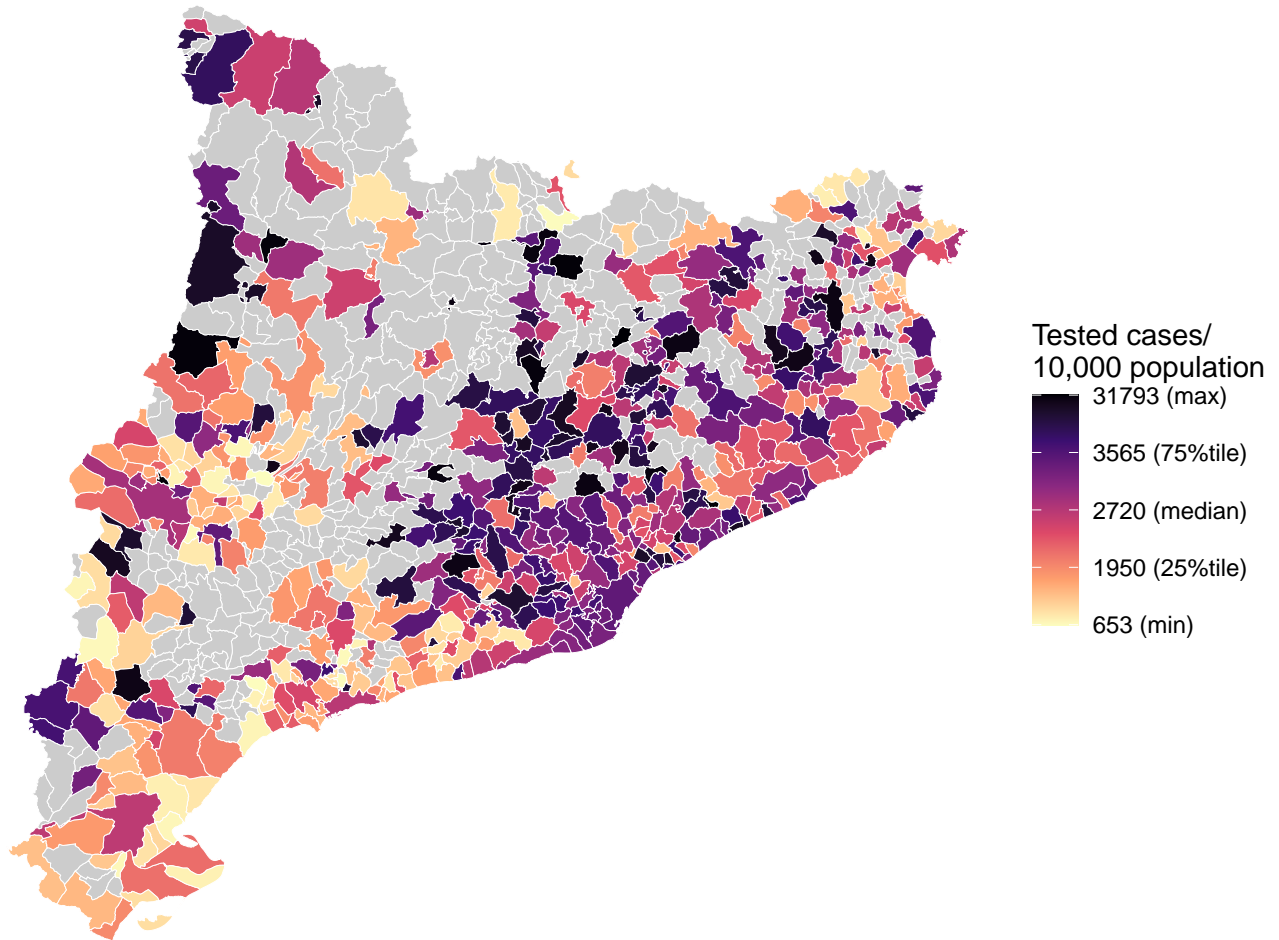 Tested cases/
10,000 population
31793 (max)
3565 (75%tile)
2720 (median)
1950 (25%tile)
653 (min)